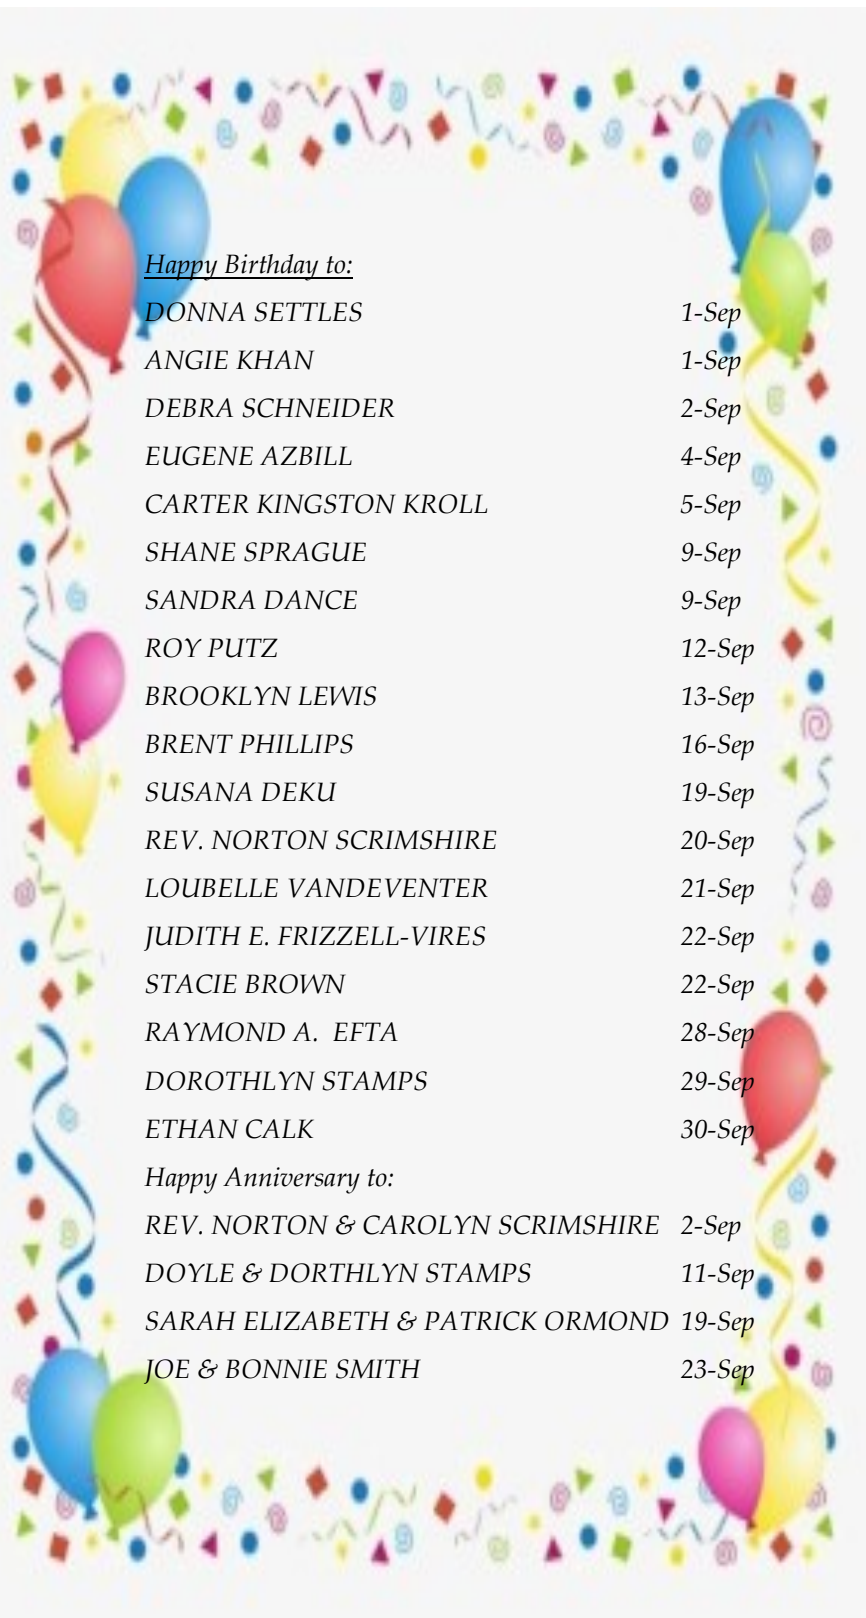 Happy Birthday to:
DONNA SETTLES 1-Sep
ANGIE KHAN 1-Sep
DEBRA SCHNEIDER 2-Sep
EUGENE AZBILL 4-Sep
CARTER KINGSTON KROLL 5-Sep
SHANE SPRAGUE 9-Sep
SANDRA DANCE 9-Sep
ROY PUTZ 12-Sep
BROOKLYN LEWIS 13-Sep
BRENT PHILLIPS 16-Sep
SUSANA DEKU 19-Sep
REV. NORTON SCRIMSHIRE 20-Sep
LOUBELLE VANDEVENTER 21-Sep
JUDITH E. FRIZZELL-VIRES 22-Sep
STACIE BROWN 22-Sep
RAYMOND A. EFTA 28-Sep
DOROTHLYN STAMPS 29-Sep
ETHAN CALK 30-Sep
Happy Anniversary to:
REV. NORTON & CAROLYN SCRIMSHIRE 2-Sep
DOYLE & DORTHLYN STAMPS 11-Sep
SARAH ELIZABETH & PATRICK ORMOND 19-Sep
JOE & BONNIE SMITH 23-Sep